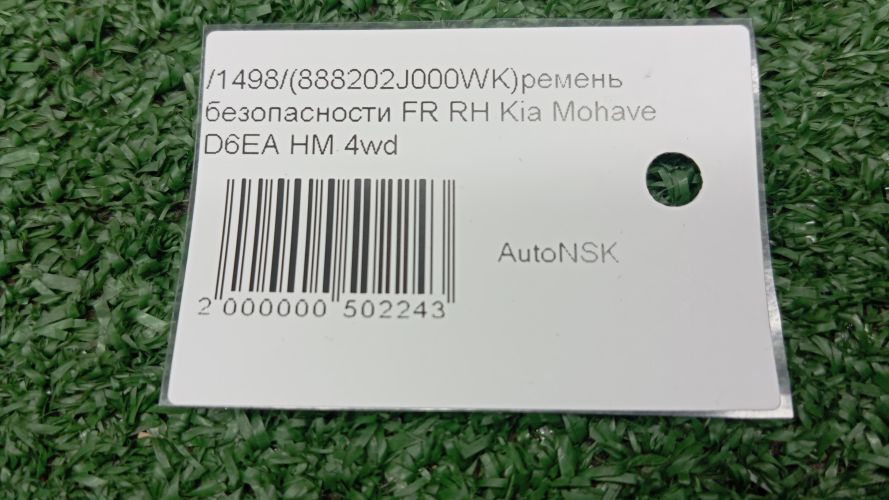 /1498/(888202J000WK)ремень
безопасности FR RH Kia Mohave
D6EA HM 4wd
AutoNSK
2 000000 502243